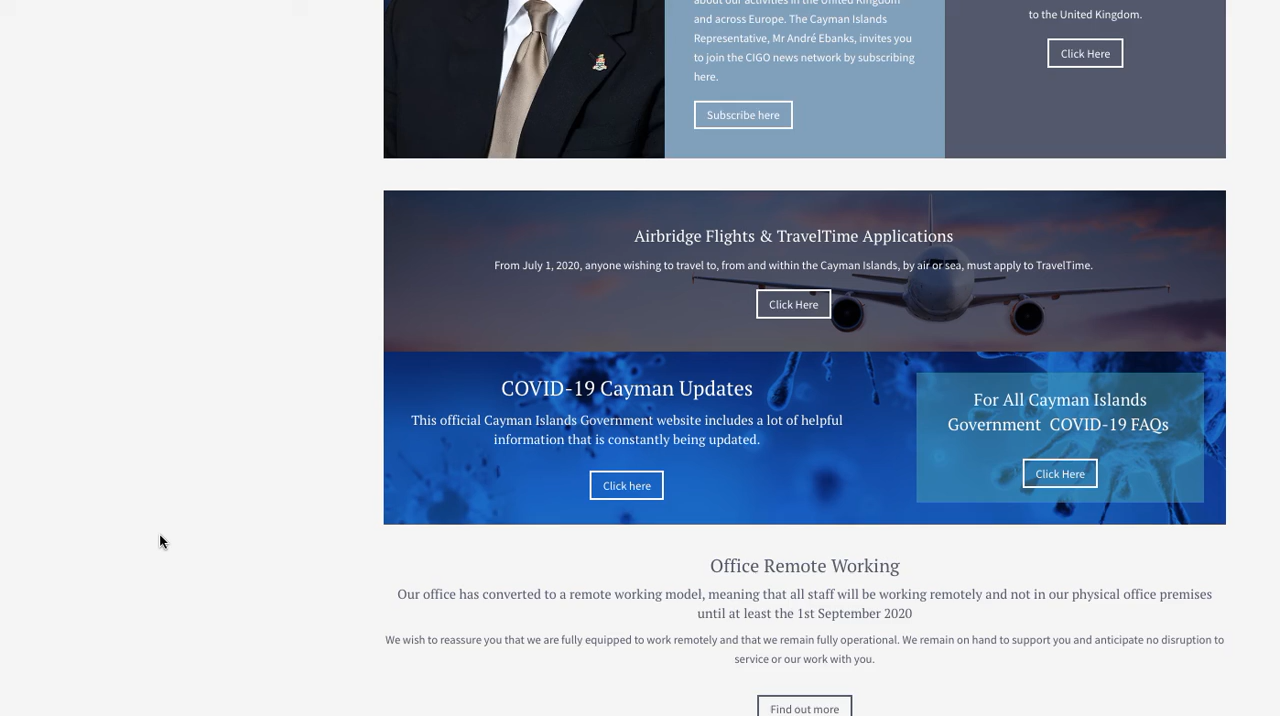 about our activities in the United Kingdom
and across Europe. The Cayman Islands
Representative, Mr André Ebanks, invites you
to join the CIGO news network by subscribing
here.
Subscribe here
to the United Kingdom.
Click Here
Airbridge Flights & TravelTime Applications
From July 1, 2020, anyone wishing to travel to, from and within the Cayman Islands, by air or sea, must apply to TravelTime.
Click Here
COVID-19 Cayman Updates
This official Cayman Islands Government website includes a lot of helpful
information that is constantly being updated.
Click here
For All Cayman Islands
Government COVID-19 FAQs
Click Here
Office Remote Working
Our office has converted to a remote working model, meaning that all staff will be working remotely and not in our physical office premises
until at least the 1st September 2020
We wish to reassure you that we are fully equipped to work remotely and that we remain fully operational. We remain on hand to support you and anticipate no disruption to
service or our work with you.
Find out more